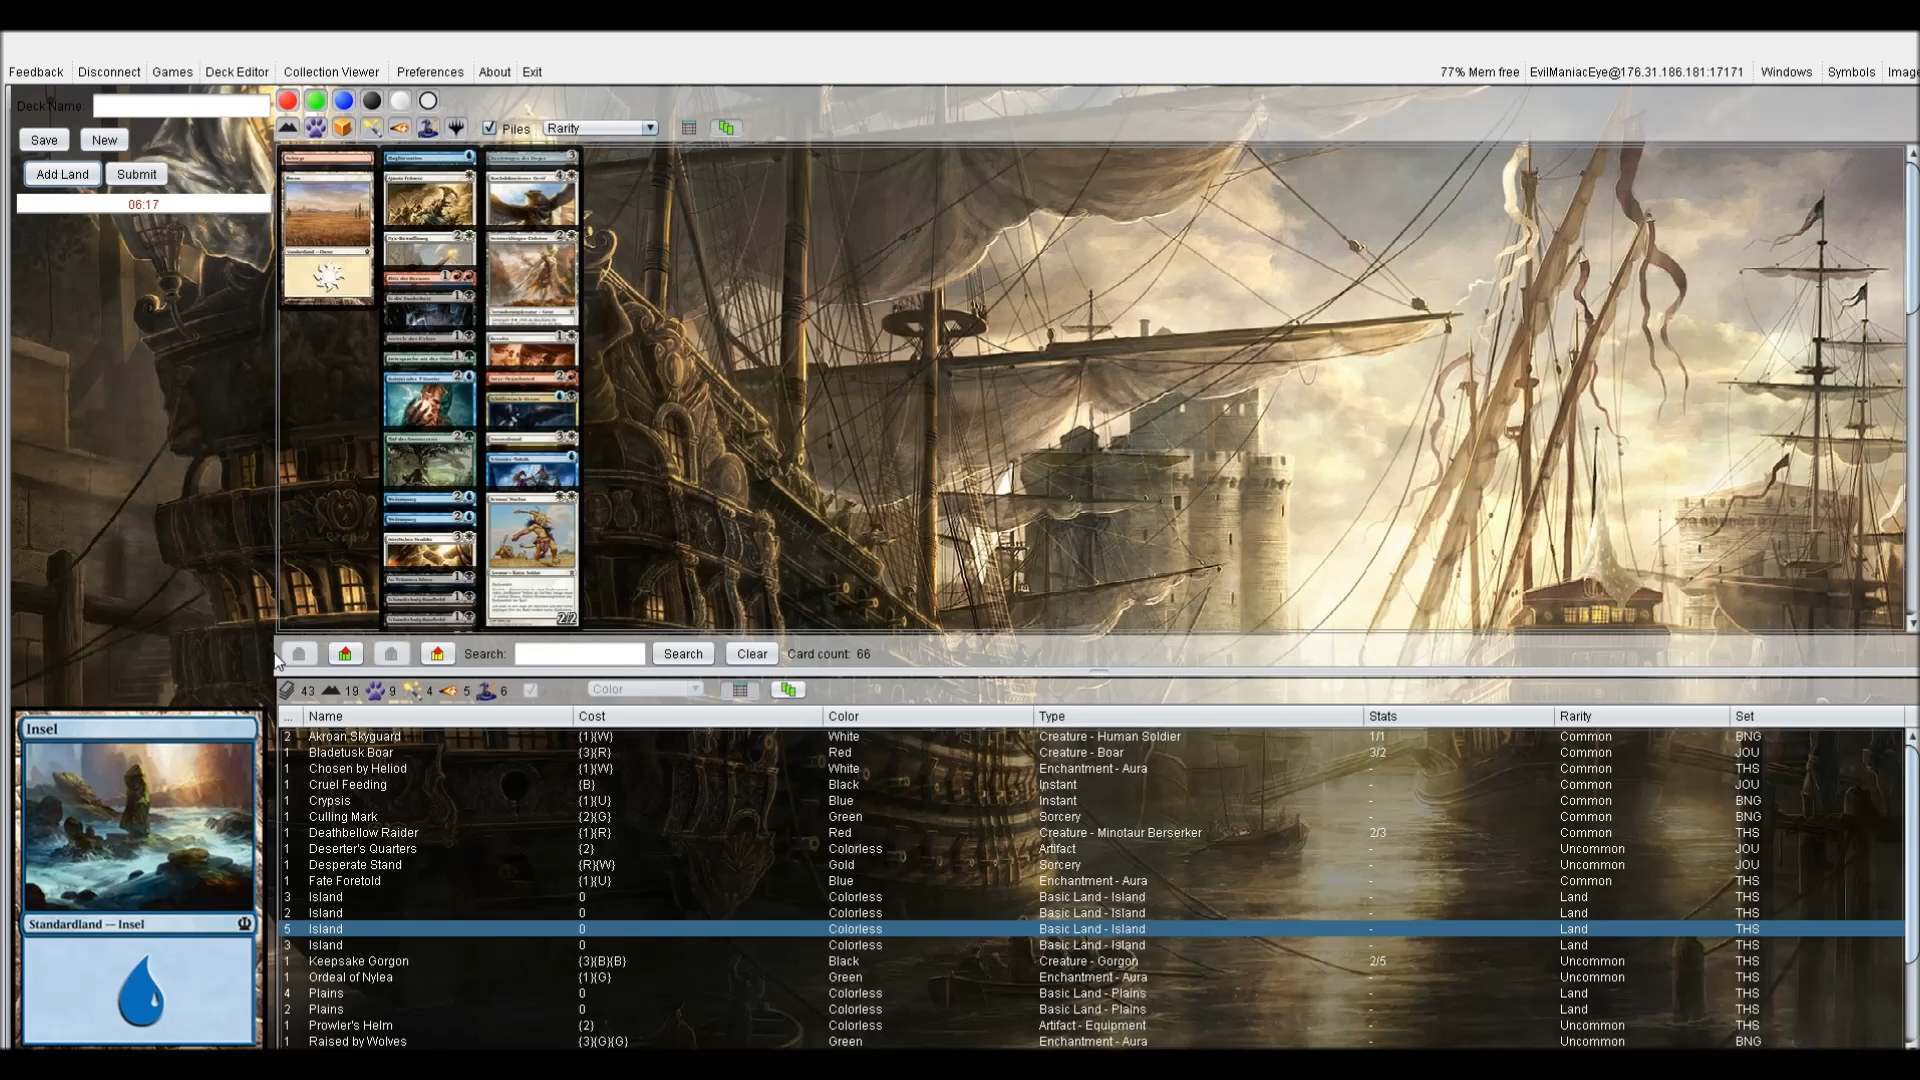 Feedback Disconnect Games Deck Editor Collection Viewer Preferences About Exit
77% Mem free EvilManiacEye@176.31.186.181:17171 Windows Symbols Image
Deck Name:
Save New
Piles Rarity
Add Land Submit
06:17
2/2
Search: Search Clear Card count: 66
43 19 9 4 5 6 Color
... Name Cost Color Type Stats Rarity Set
2 Akroan Skyguard {1}{W} White Creature - Human Soldier 1/1 Common BNG
1 Bladetusk Boar {3}{R} Red Creature - Boar 3/2 Common JOU
1 Chosen by Heliod {1}{W} White Enchantment - Aura - Common THS
1 Cruel Feeding {B} Black Instant - Common JOU
1 Crypsis {1}{U} Blue Instant - Common BNG
1 Culling Mark {2}{G} Green Sorcery - Common BNG
1 Deathbellow Raider {1}{R} Red Creature - Minotaur Berserker 2/3 Common THS
1 Deserter's Quarters {2} Colorless Artifact - Uncommon JOU
1 Desperate Stand {R}{W} Gold Sorcery - Uncommon JOU
1 Fate Foretold {1}{U} Blue Enchantment - Aura - Common THS
3 Island 0 Colorless Basic Land - Island - Land THS
2 Island 0 Colorless Basic Land - Island - Land THS
5 Island 0 Colorless Basic Land - Island - Land THS
3 Island 0 Colorless Basic Land - Island - Land THS
1 Keepsake Gorgon {3}{B}{B} Black Creature - Gorgon 2/5 Uncommon THS
1 Ordeal of Nylea {1}{G} Green Enchantment - Aura - Uncommon THS
4 Plains 0 Colorless Basic Land - Plains - Land THS
2 Plains 0 Colorless Basic Land - Plains - Land THS
1 Prowler's Helm {2} Colorless Artifact - Equipment - Uncommon THS
1 Raised by Wolves {3}{G}{G} Green Enchantment - Aura - Uncommon BNG
Insel
Standardland — Insel